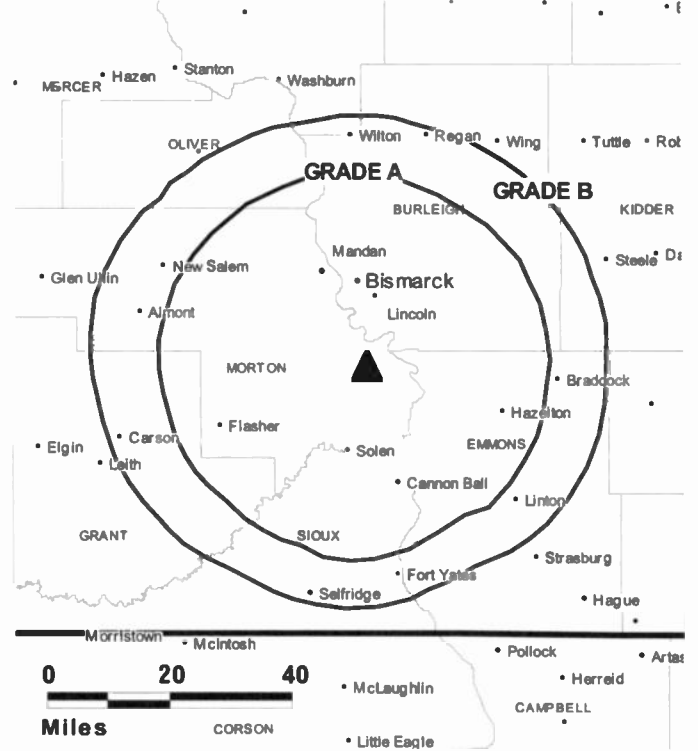 Stanton
Hazen
MERCER
Washburn
OLIVER
Wilton
Regan
Wing
Tuttle
GRADE A
GRADE B
BURLEIGH
KIDDER
Mandan
Steele
New Salem
Glen Ullin
Bismarck
Almont
Lincoln
MORTON
Braddock
Hazelton
Flasher
Carson
EMMONS
Elgin
Solen
Leith
Cannon Ball
Linton
GRANT
SIOUX
Strasburg
Fort Yates
Selfridge
Hague
Morristown
McIntosh
Pollock
0 20 40
Herreid
McLaughlin
CAMPBELL
Miles
CORSON
Little Eagle